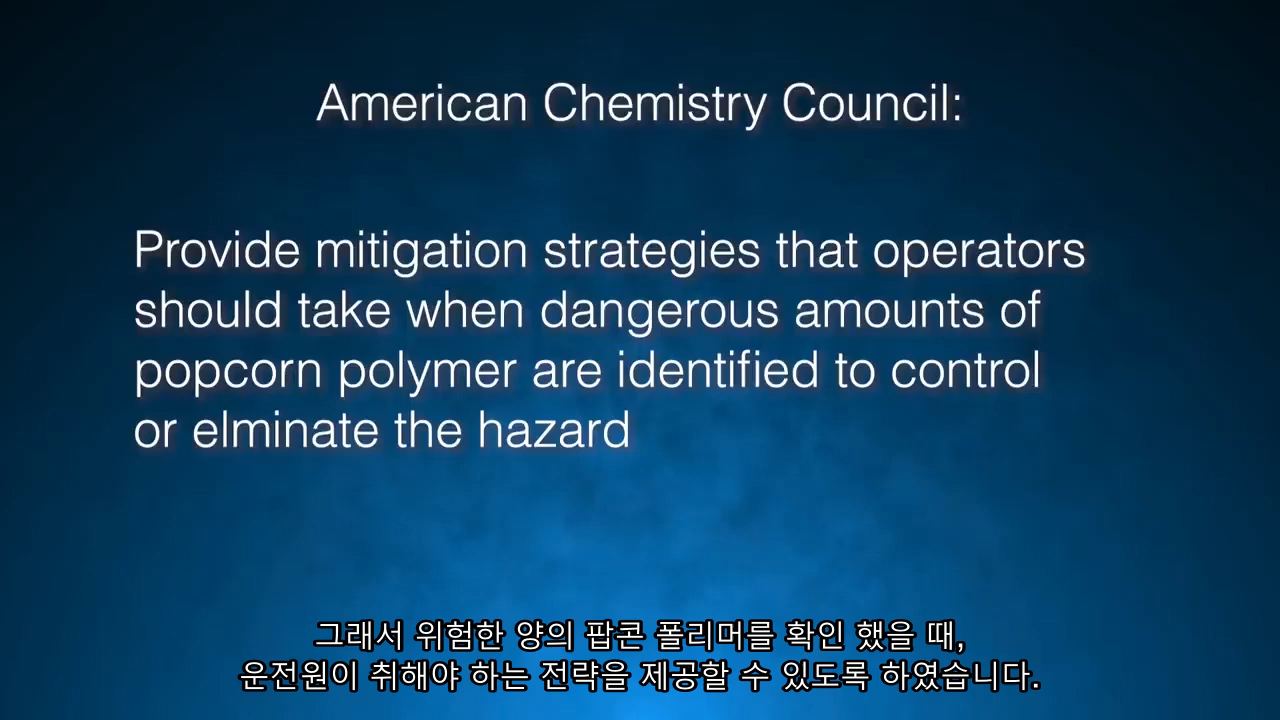 American Chemistry Council:
Provide mitigation strategies that operators
should take when dangerous amounts of
popcorn polymer are identified to control
or elminate the hazard
그래서 위험한 양의 팝콘 폴리머를 확인 했을 때,
운전원이 취해야 하는 전략을 제공할 수 있도록 하였습니다.